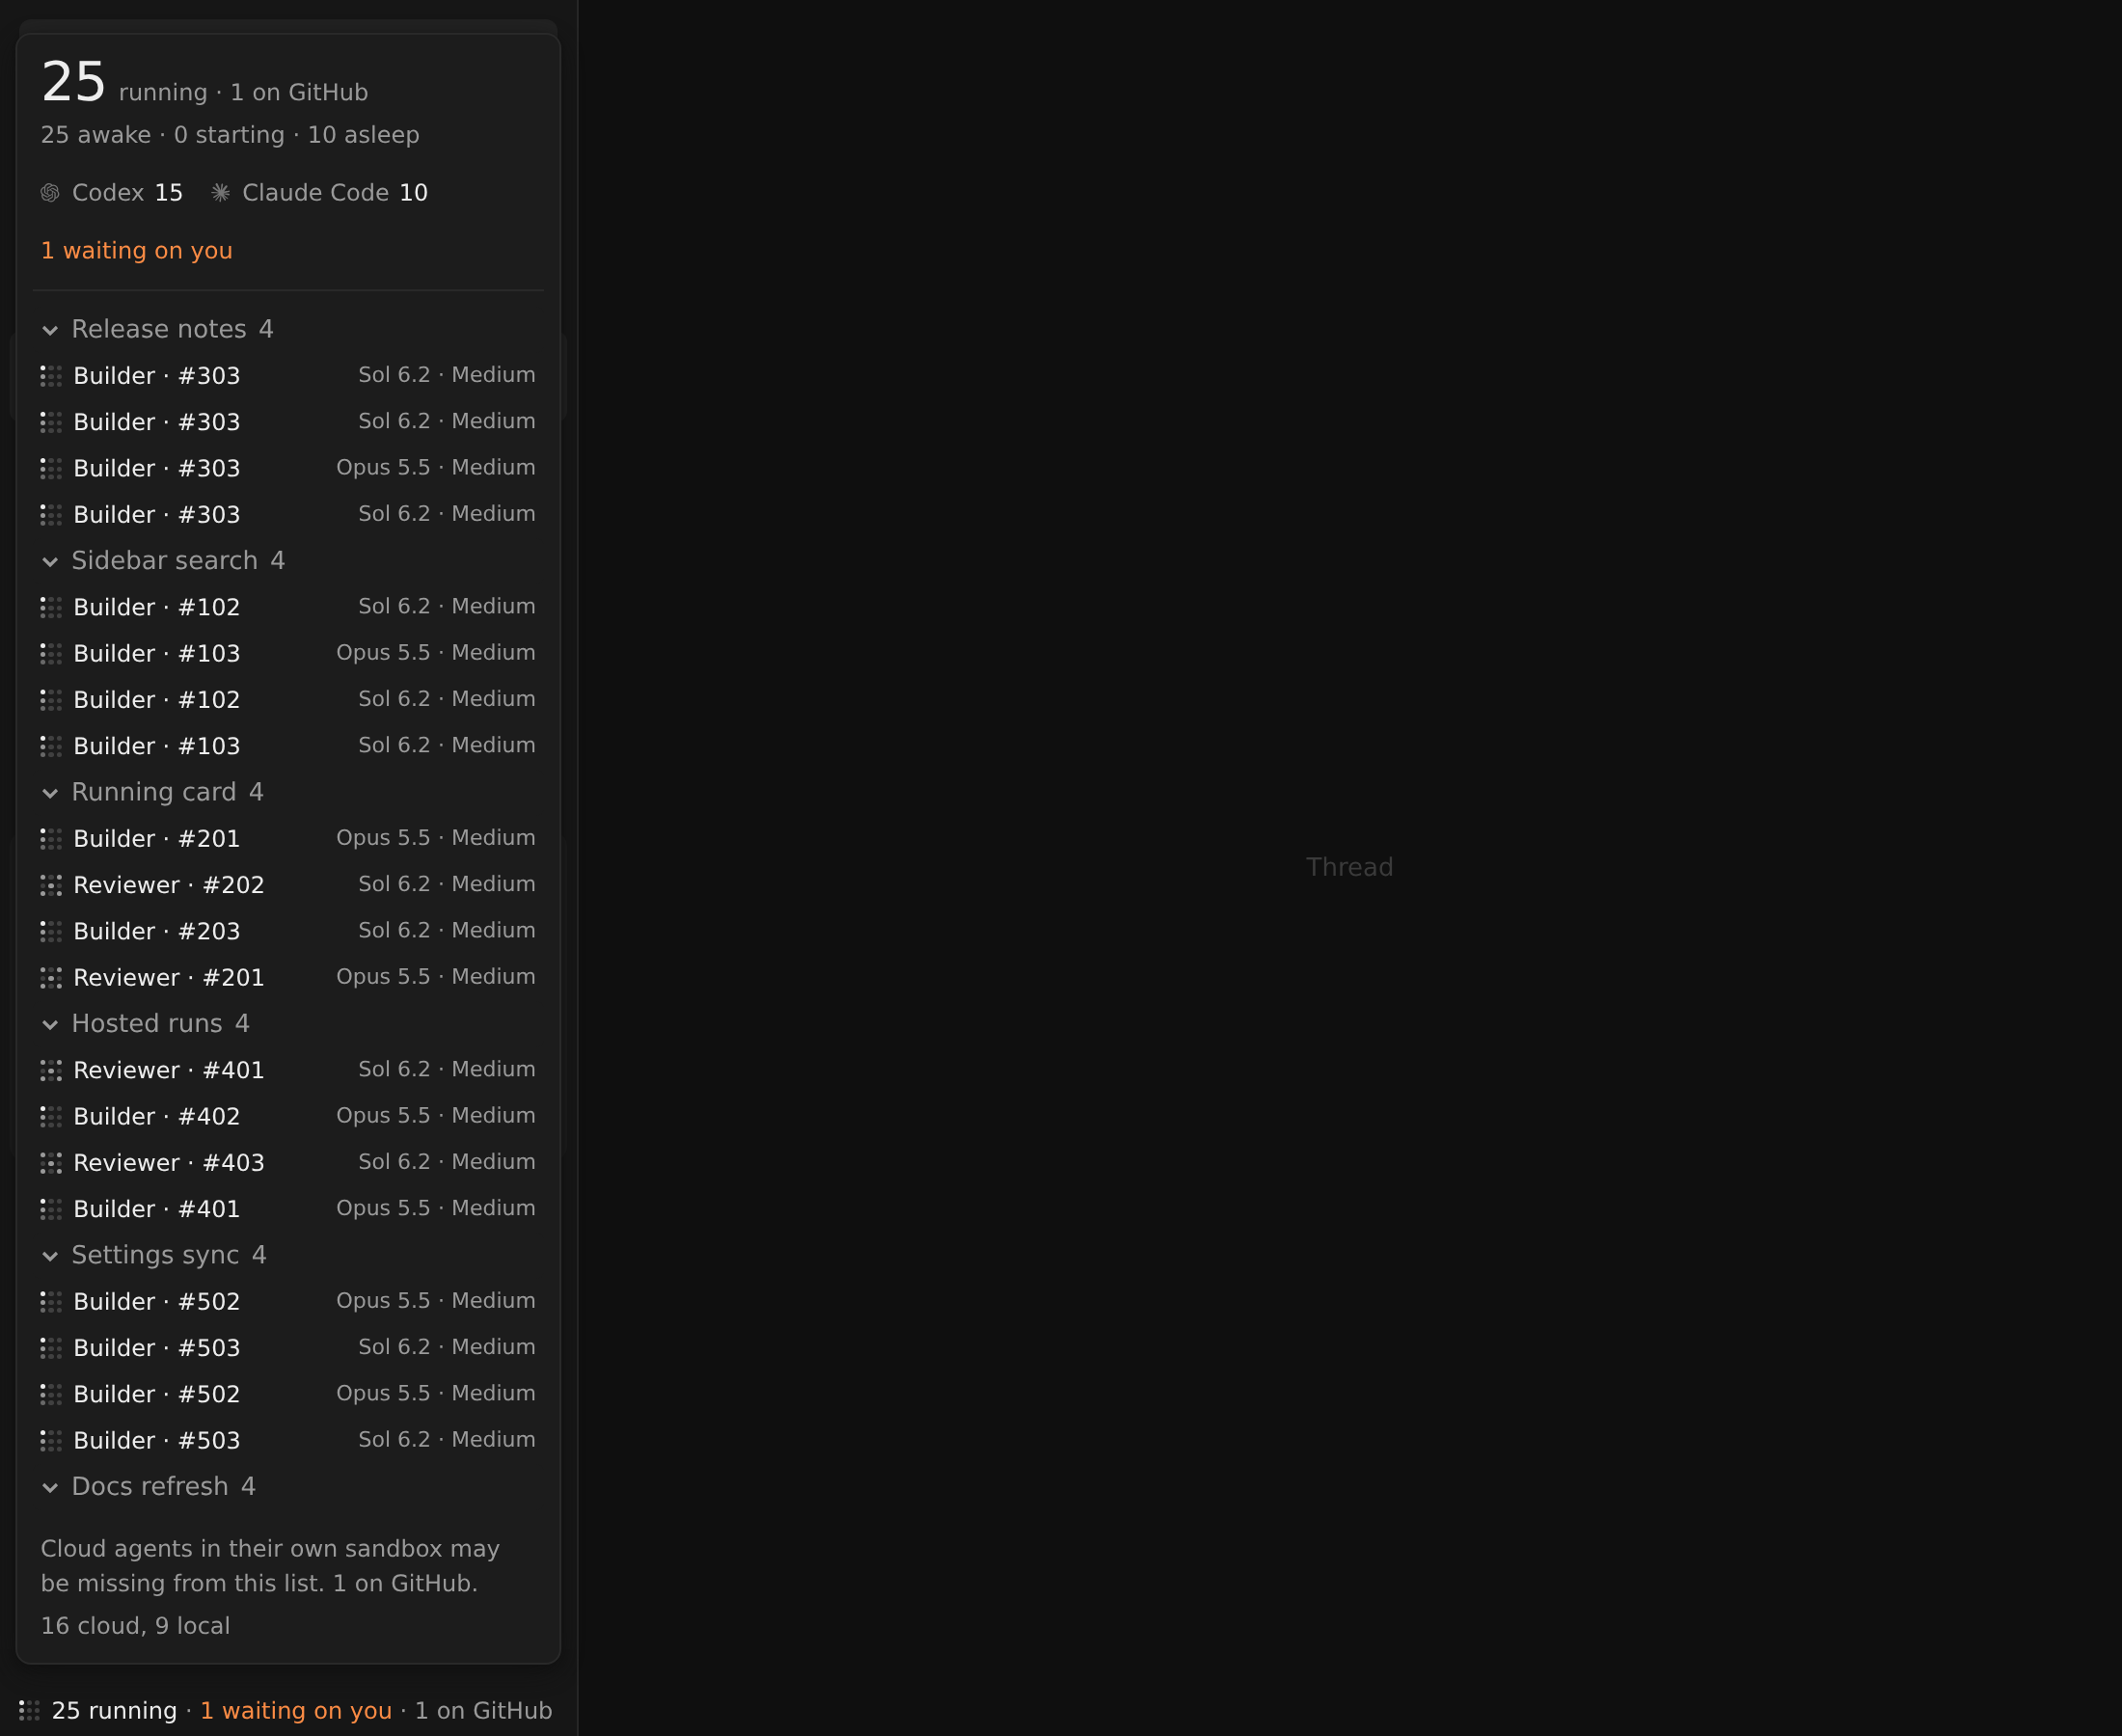 25 running · 1 on GitHub
25 awake · 0 starting · 10 asleep
Codex 15 Claude Code 10
1 waiting on you
Release notes 4
Builder · #303 Sol 6.2 · Medium
Builder · #303 Sol 6.2 · Medium
Builder · #303 Opus 5.5 · Medium
Builder · #303 Sol 6.2 · Medium
Sidebar search 4
Builder · #102 Sol 6.2 · Medium
Builder · #103 Opus 5.5 · Medium
Builder · #102 Sol 6.2 · Medium
Builder · #103 Sol 6.2 · Medium
Running card 4
Builder · #201 Opus 5.5 · Medium
Reviewer · #202 Sol 6.2 · Medium
Builder · #203 Sol 6.2 · Medium
Reviewer · #201 Opus 5.5 · Medium
Hosted runs 4
Reviewer · #401 Sol 6.2 · Medium
Builder · #402 Opus 5.5 · Medium
Reviewer · #403 Sol 6.2 · Medium
Builder · #401 Opus 5.5 · Medium
Settings sync 4
Builder · #502 Opus 5.5 · Medium
Builder · #503 Sol 6.2 · Medium
Builder · #502 Opus 5.5 · Medium
Builder · #503 Sol 6.2 · Medium
Docs refresh 4
Cloud agents in their own sandbox may
be missing from this list. 1 on GitHub.
16 cloud, 9 local
25 running · 1 waiting on you · 1 on GitHub
Thread